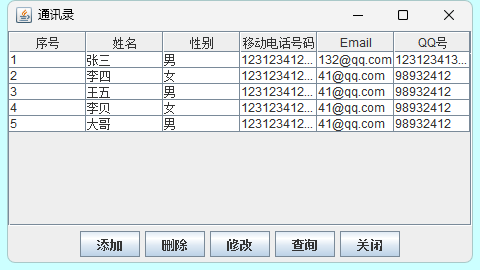 通讯录
序号 姓名 性别 移动电话号码 Email QQ号
1 张三 男 123123412... 132@qq.com 123123413...
2 李四 女 123123412... 41@qq.com 98932412
3 王五 男 123123412... 41@qq.com 98932412
4 李贝 女 123123412... 41@qq.com 98932412
5 大哥 男 123123412... 41@qq.com 98932412
添加 删除 修改 查询 关闭